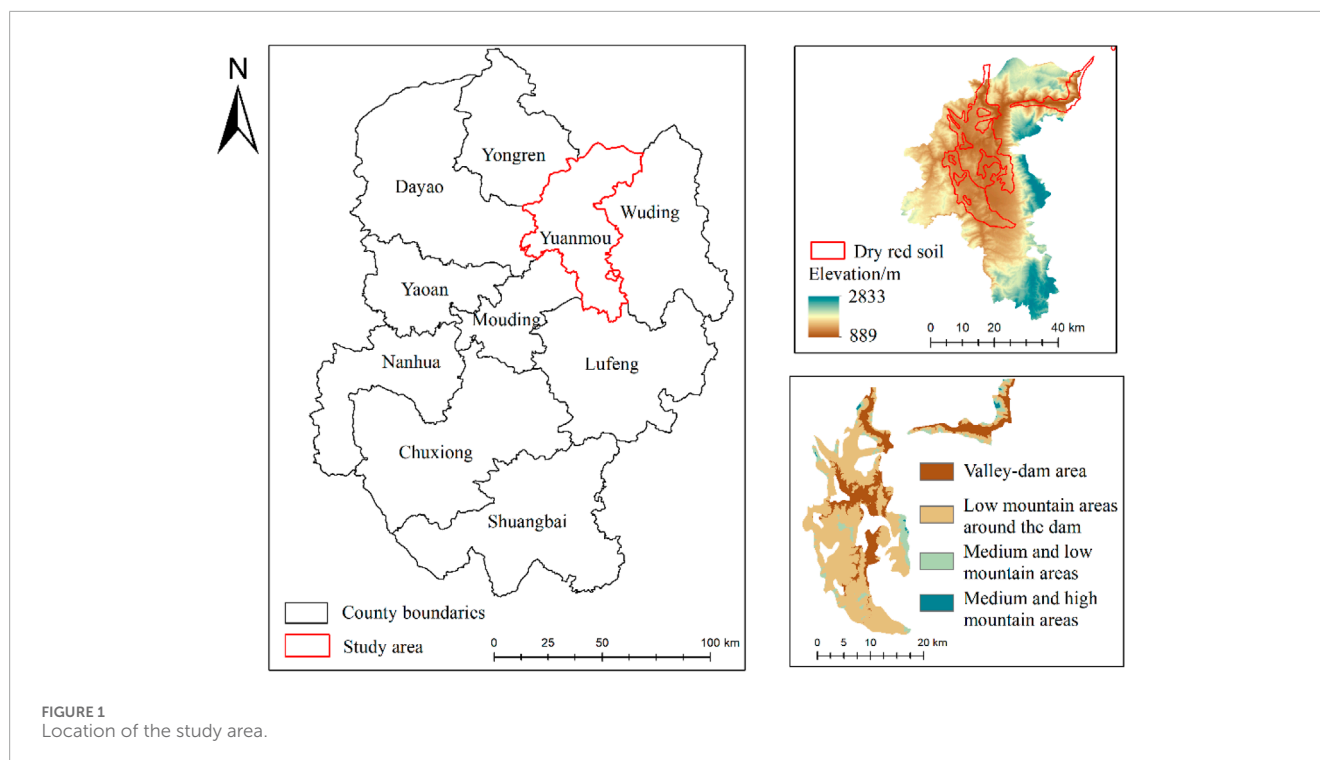 N
Yongren
Dayao
Wuding
Yuanmou
Yaoan
Mouding
Nanhua
Lufeng
Chuxiong
Shuangbai
County boundarics
Study area
0 25 50 100 km
Dry red soil
Elevation/m
2833
889
0 10 20 40 km
Valley-dam area
Low mountain areas
around thc dam
Medium and low
mountain areas
Medium and high
mountain areas
0 5 10 20 km
FIGURE 1
Location of the study area.